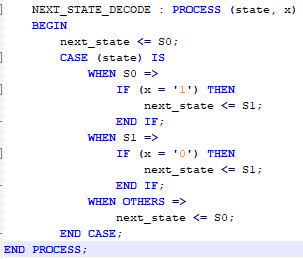 NEXT_STATE_DECODE : PROCESS (state, x)
BEGIN
next_state <= S0;
CASE (state) IS
WHEN S0 =>
IF (x = '1') THEN
next_state <= S1;
END IF;
WHEN S1 =>
IF (x = '0') THEN
next_state <= S1;
END IF;
WHEN OTHERS =>
next_state <= S0;
END CASE;
END PROCESS;